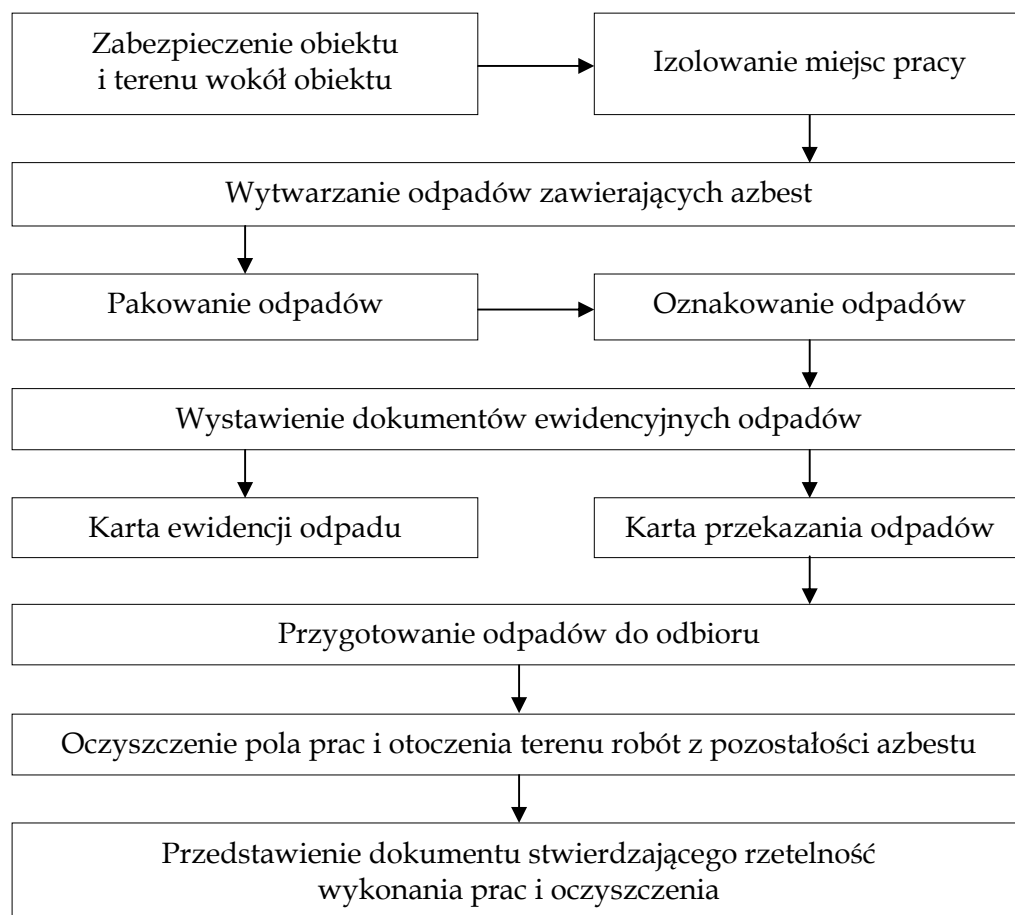 Zabezpieczenie obiektu
i terenu wokół obiektu
Izolowanie miejsc pracy
Wytwarzanie odpadów zawierających azbest
Pakowanie odpadów
Oznakowanie odpadów
Wystawienie dokumentów ewidencyjnych odpadów
Karta ewidencji odpadu
Karta przekazania odpadów
Przygotowanie odpadów do odbioru
Oczyszczenie pola prac i otoczenia terenu robót z pozostałości azbestu
Przedstawienie dokumentu stwierdzającego rzetelność
wykonania prac i oczyszczenia